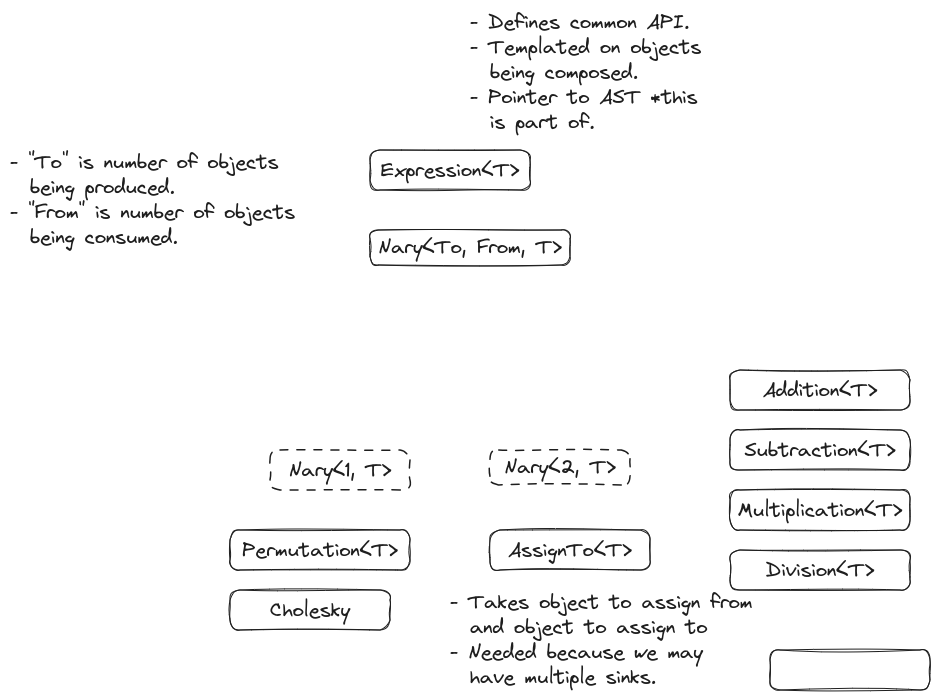 - Defines common API.
- Templated on objects
being composed.
- Pointer to AST *this
is part of.
- "To" is number of objects
being produced.
- "From" is number of objects
being consumed.
Expression<T>
Nary<To, From, T>
Addition<T>
Subtraction<T>
Multiplication<T>
Division<T>
Nary<1, T>
Nary<2, T>
Permutation<T>
AssignTo<T>
Cholesky
- Takes object to assign from
and object to assign to
- Needed because we may
have multiple sinks.